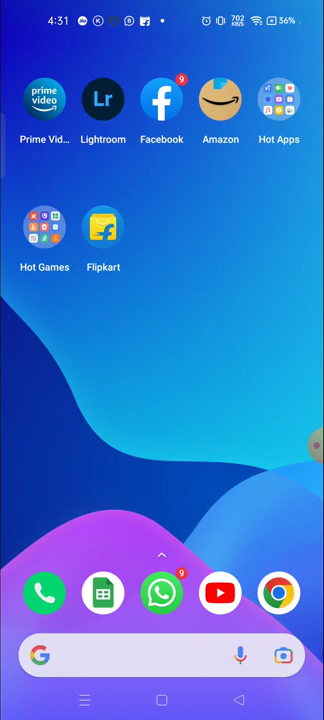 4:31 702 KB/S 36%
prime video Lr 9
Prime Vid... Lightroom Facebook Amazon Hot Apps
Hot Games Flipkart
9